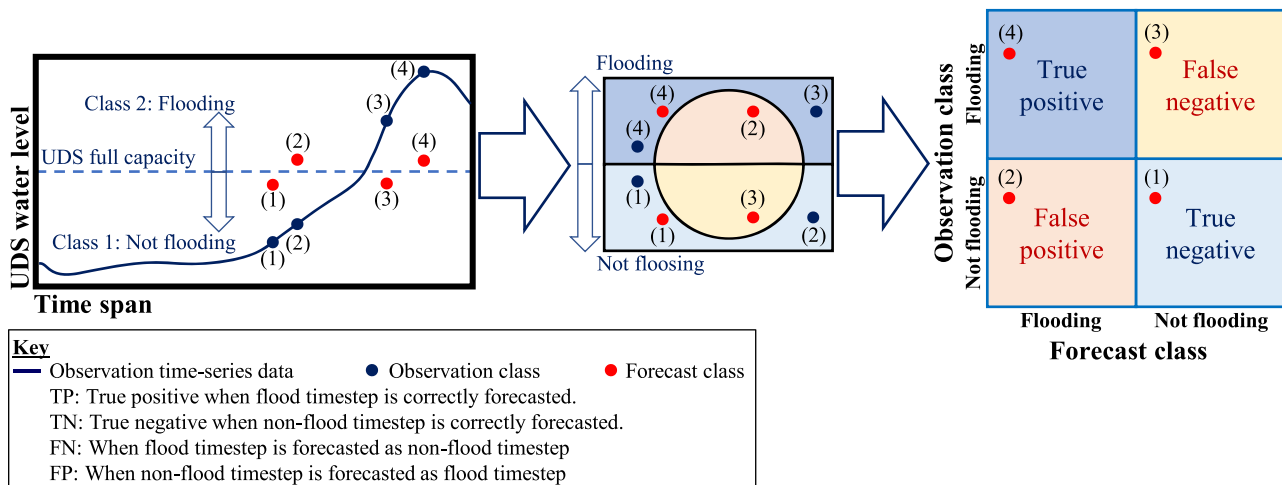 UDS water level
Class 2: Flooding
UDS full capacity
Class 1: Not flooding
(1)
(2)
(1)
(2)
(3)
(4)
(3)
(4)
Time span
Flooding
(4)
(4)
(2)
(3)
(1)
(1)
(3)
(2)
Not floosing
Observation class
Flooding
Not flooding
(4)
True
positive
(3)
False
negative
(2)
False
positive
(1)
True
negative
Flooding
Not flooding
Forecast class
Key
Observation time-series data
Observation class
Forecast class
TP: True positive when flood timestep is correctly forecasted.
TN: True negative when non-flood timestep is correctly forecasted.
FN: When flood timestep is forecasted as non-flood timestep
FP: When non-flood timestep is forecasted as flood timestep